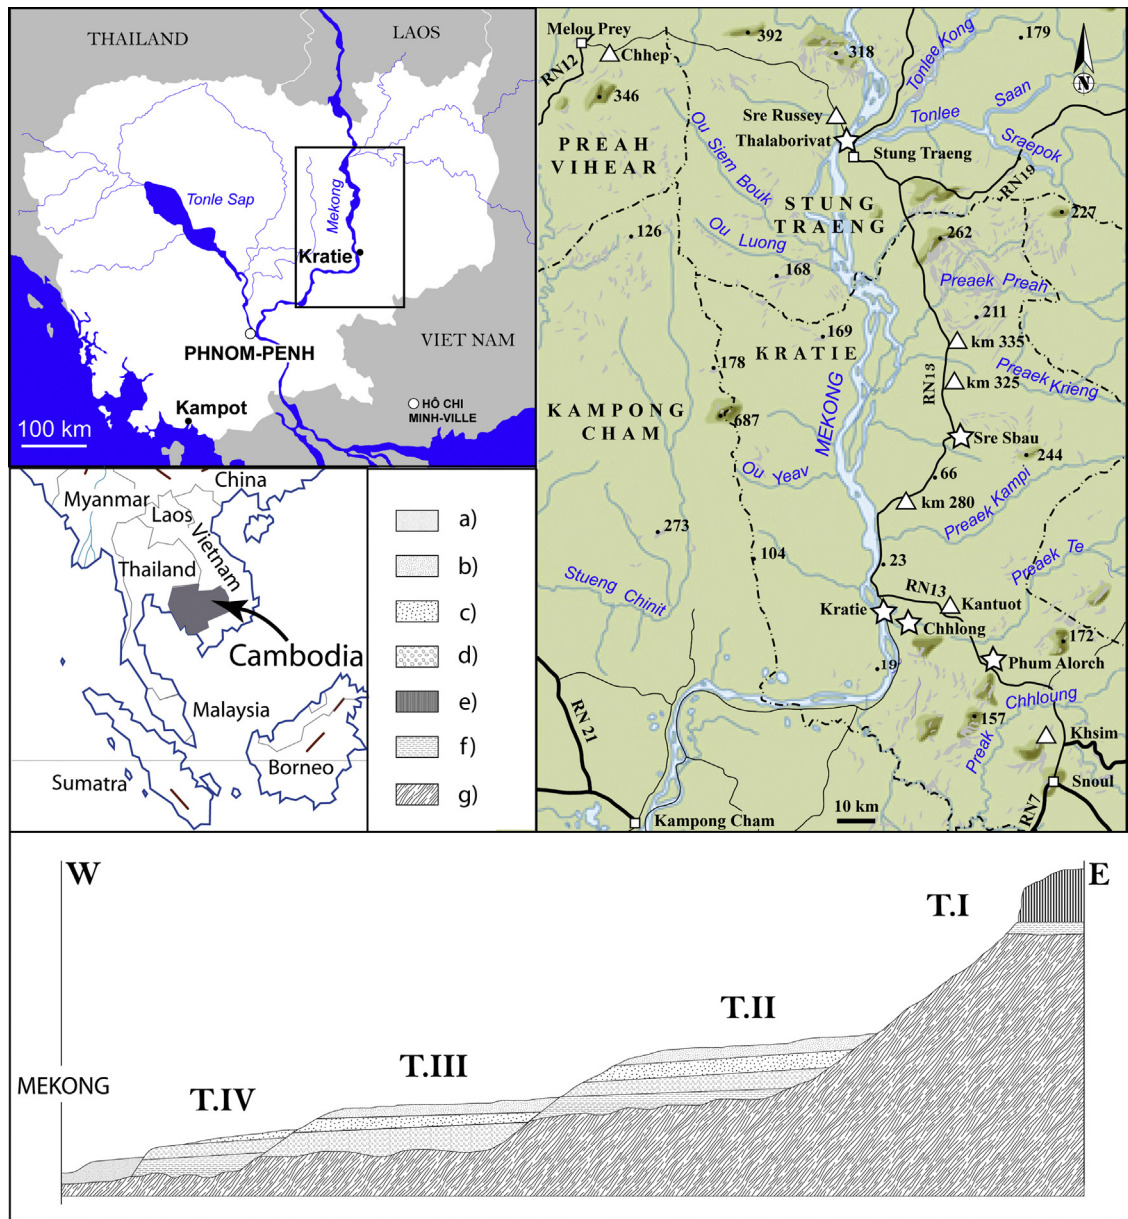 THAILAND
LAOS
Tonle Sap
Mekong
Kratie
PHNOM-PENH
VIET NAM
Kampot
HÔ CHI
MINH-VILLE
100 km
China
Myanmar
Laos
Vietnam
Thailand
Cambodia
Malaysia
Sumatra
Borneo
a)
b)
c)
d)
e)
f)
g)
Melou Prey
392
Tonlee Kong
179
318
Chhep
RN12
N
346
Sre Russey
Tonlee Saan
Thalaborivat
PREAH
VIHEAR
Ou Siem Bouk
Stung Traeng
Sraepok
RN19
STUNG
TRAENG
227
126
262
Ou Luong
168
Preaek Preah
211
169
KRATIE
km 335
178
RN13
km 325
Preaek Krieng
MEKONG
KAMPONG
CHAM
687
Sre Sbau
244
Ou Yeav
66
km 280
Preaek Kampi
273
104
23
Preaek Te
Stueng Chinit
RN13
Kratie
Kantuot
Chhlong
172
19
Phum Alorch
Chhloung
Preak
157
RN 21
Khsim
Snoul
10 km
RN7
Kampong Cham
W
E
T.I
T.II
T.III
MEKONG
T.IV